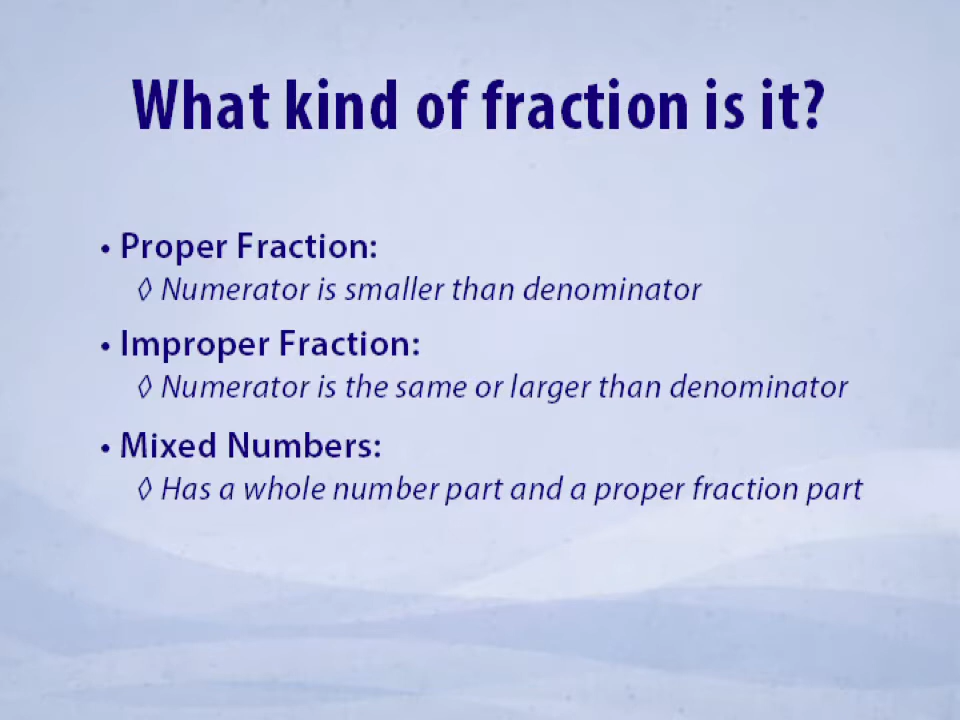 What kind of fraction is it?
• Proper Fraction:
◊ Numerator is smaller than denominator
• Improper Fraction:
◊ Numerator is the same or larger than denominator
• Mixed Numbers:
◊ Has a whole number part and a proper fraction part